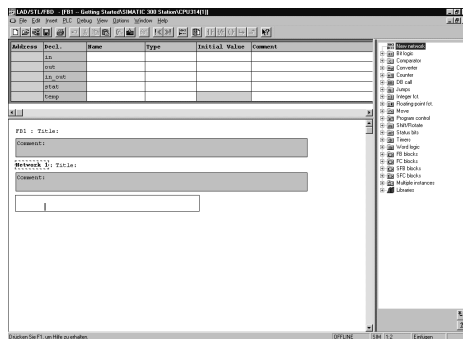 LAD/STL/FBD - [FB1 -- Getting Started\SIMATIC 300 Station\CPU314(1)]
File Edit Insert PLC Debug View Options Window Help
Address Decl. Name Type Initial Value Comment
in
out
in_out
stat
temp
FB1 : Title:
Comment:
Network 1: Title:
Comment:
New network
Bit logic
Comparator
Converter
Counter
DB call
Jumps
Integer fct.
Floating-point fct.
Move
Program control
Shift/Rotate
Status bits
Timers
Word logic
FB blocks
FC blocks
SFB blocks
SFC blocks
Multiple instances
Libraries
Drücken Sie F1, um Hilfe zu erhalten. OFFLINE SIM 1:2 Einfügen